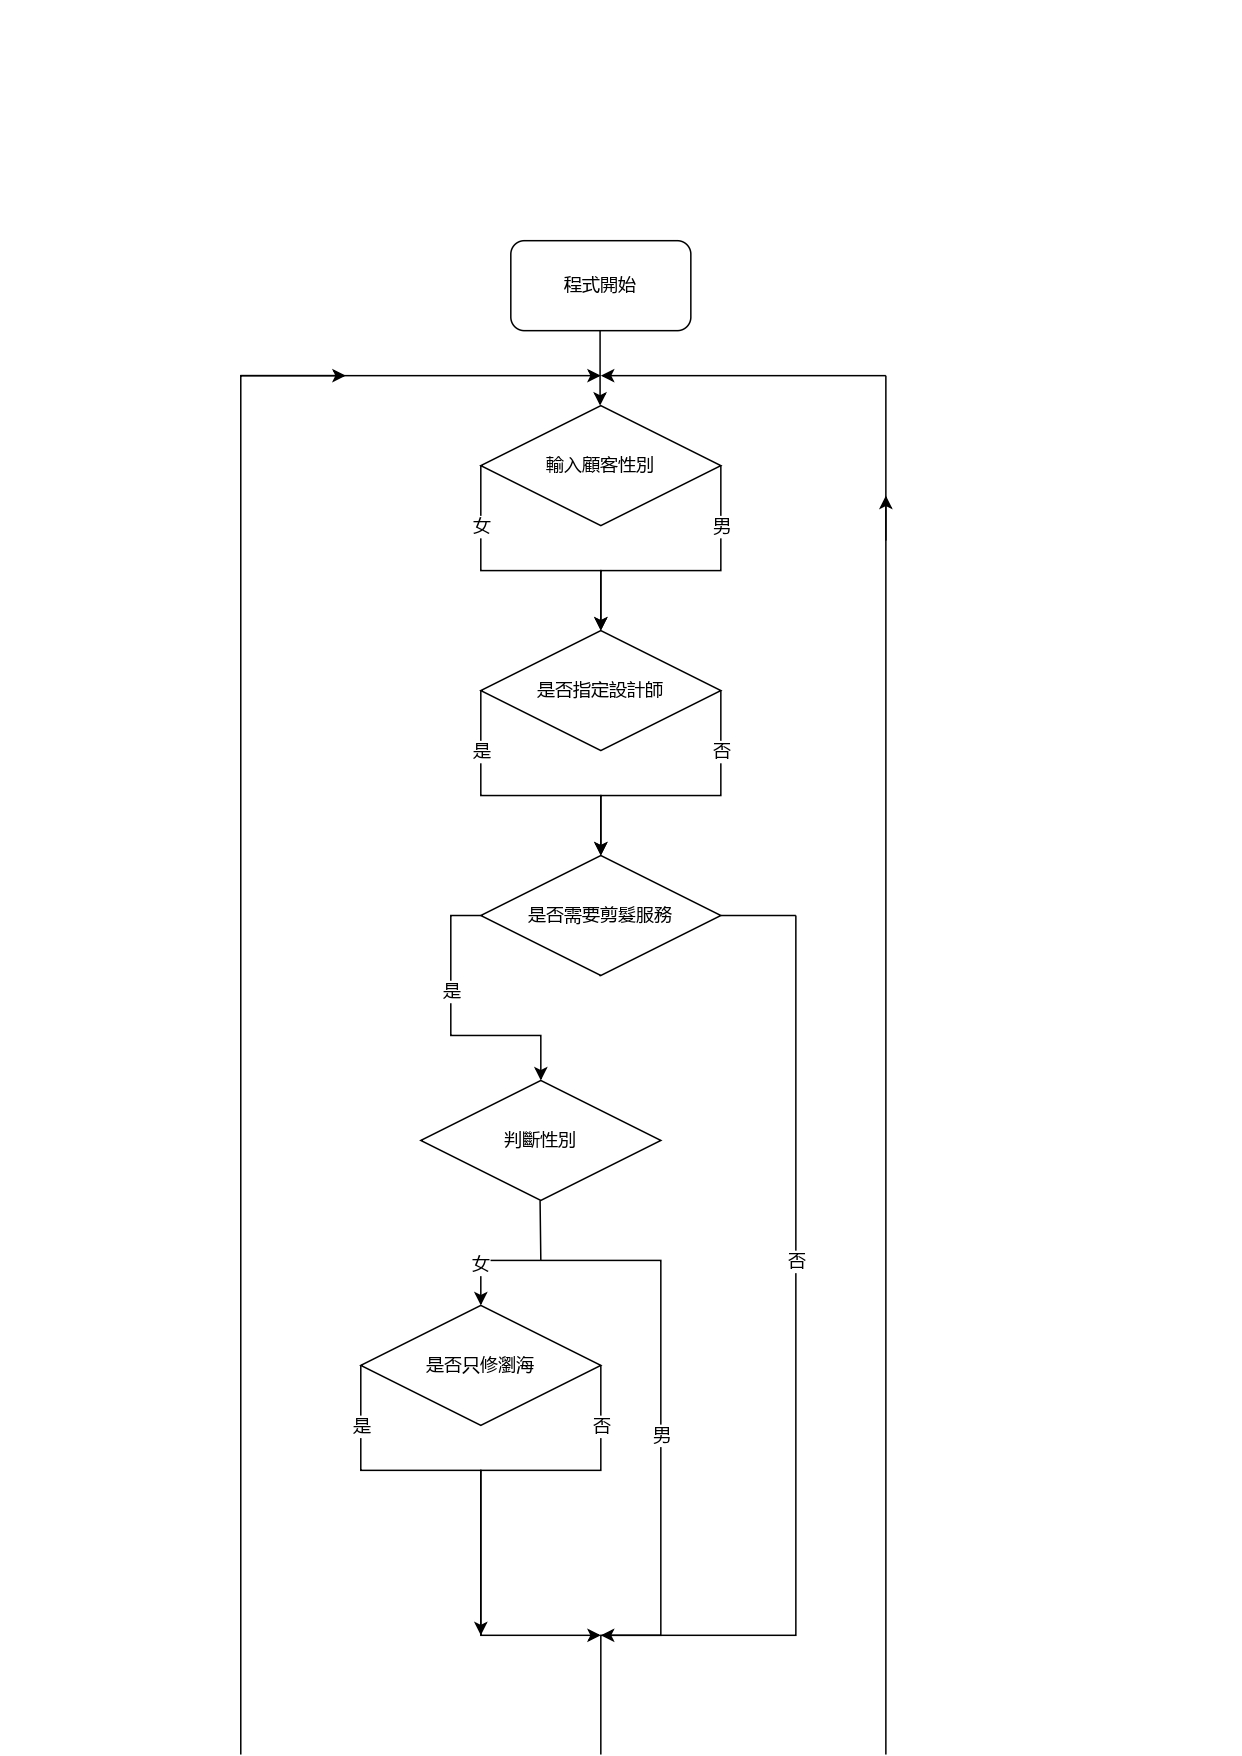 程式開始
輸入顧客性別
女
男
是否指定設計師
是
否
是否需要剪髮服務
是
判斷性別
女
否
是否只修瀏海
是
否
男